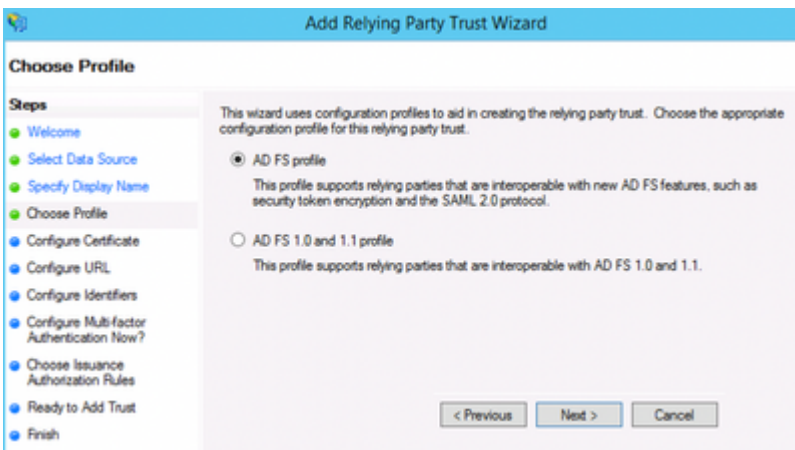 Add Relying Party Trust Wizard
Choose Profile
Steps
Welcome
Select Data Source
Specify Display Name
Choose Profile
Configure Certificate
Configure URL
Configure Identifiers
Configure Multi-factor
Authentication Now?
Choose Issuance
Authorization Rules
Ready to Add Trust
Finish
This wizard uses configuration profiles to aid in creating the relying party trust. Choose the appropriate
configuration profile for this relying party trust.
AD FS profile
This profile supports relying parties that are interoperable with new AD FS features, such as
security token encryption and the SAML 2.0 protocol.
AD FS 1.0 and 1.1 profile
This profile supports relying parties that are interoperable with AD FS 1.0 and 1.1.
< Previous
Next >
Cancel